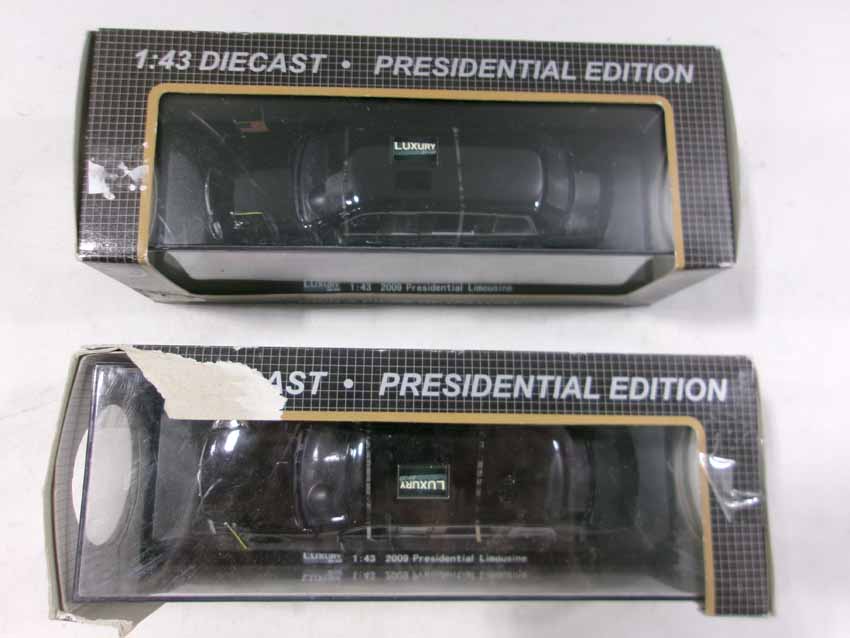 1:43 DIECAST • PRESIDENTIAL EDITION
LUXURY
LUXURY 1:43 2009 Presidential Limousine
AST • PRESIDENTIAL EDITION
LUXURY
LUXURY 1:43 2009 Presidential Limousine